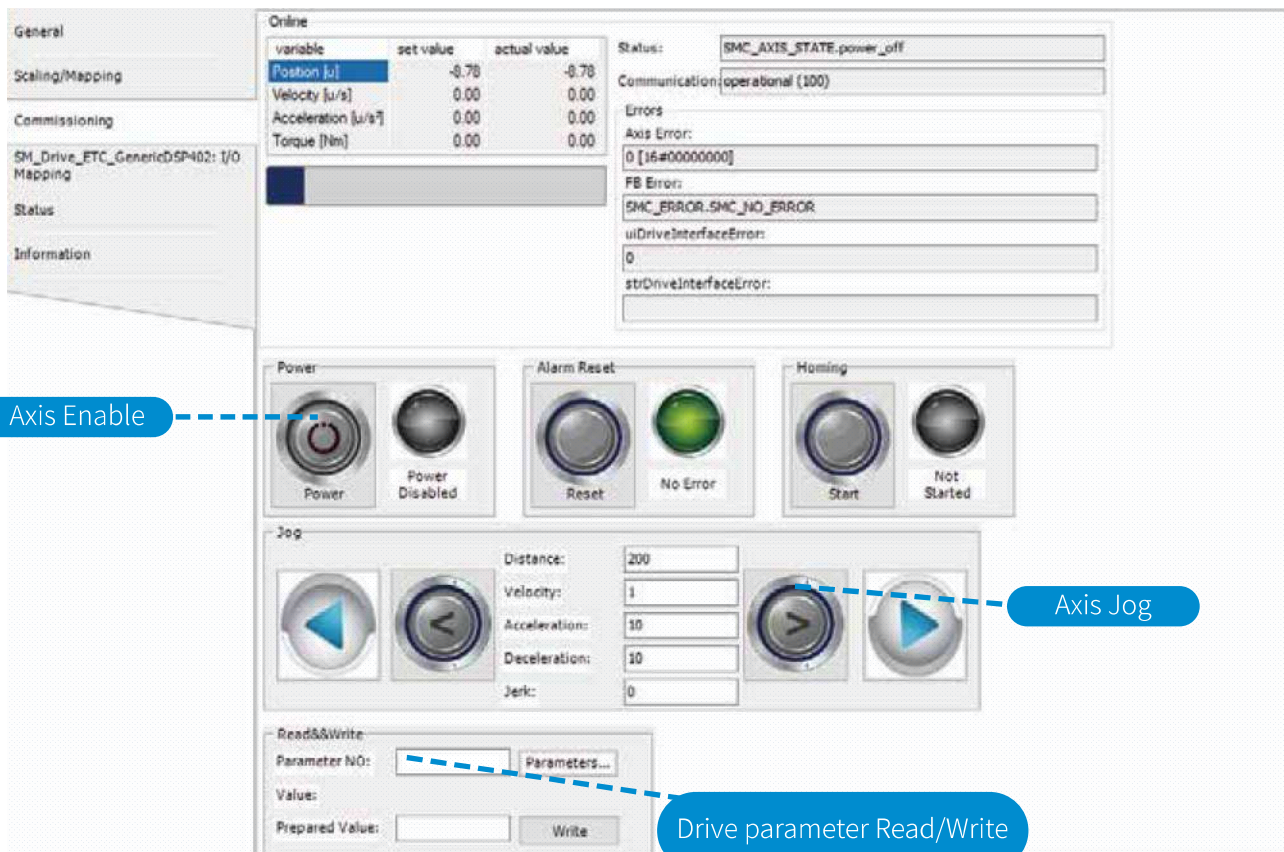 General
Scaling/Mapping
Commissioning
SM_Drive_ETC_GenericDSP402: I/O
Mapping
Status
Information
Online
variable set value actual value
Postion [u] -8.78 -8.78
Velocity [u/s] 0.00 0.00
Acceleration [u/s²] 0.00 0.00
Torque [Nm] 0.00 0.00
Status: SMC_AXIS_STATE.power_off
Communication: operational (100)
Errors
Axis Error:
0 [16#00000000]
FB Error:
SMC_ERROR.SMC_NO_ERROR
uiDriveInterfaceError:
0
strDriveInterfaceError:
Axis Enable
Power
Power
Power
Disabled
Alarm Reset
Reset
No Error
Homing
Start
Not
Started
Jog
Distance: 200
Velocity: 1
Acceleration: 10
Deceleration: 10
Jerk: 0
< >
Axis Jog
Read&&Write
Parameter NO: Parameters...
Value:
Prepared Value: Write
Drive parameter Read/Write